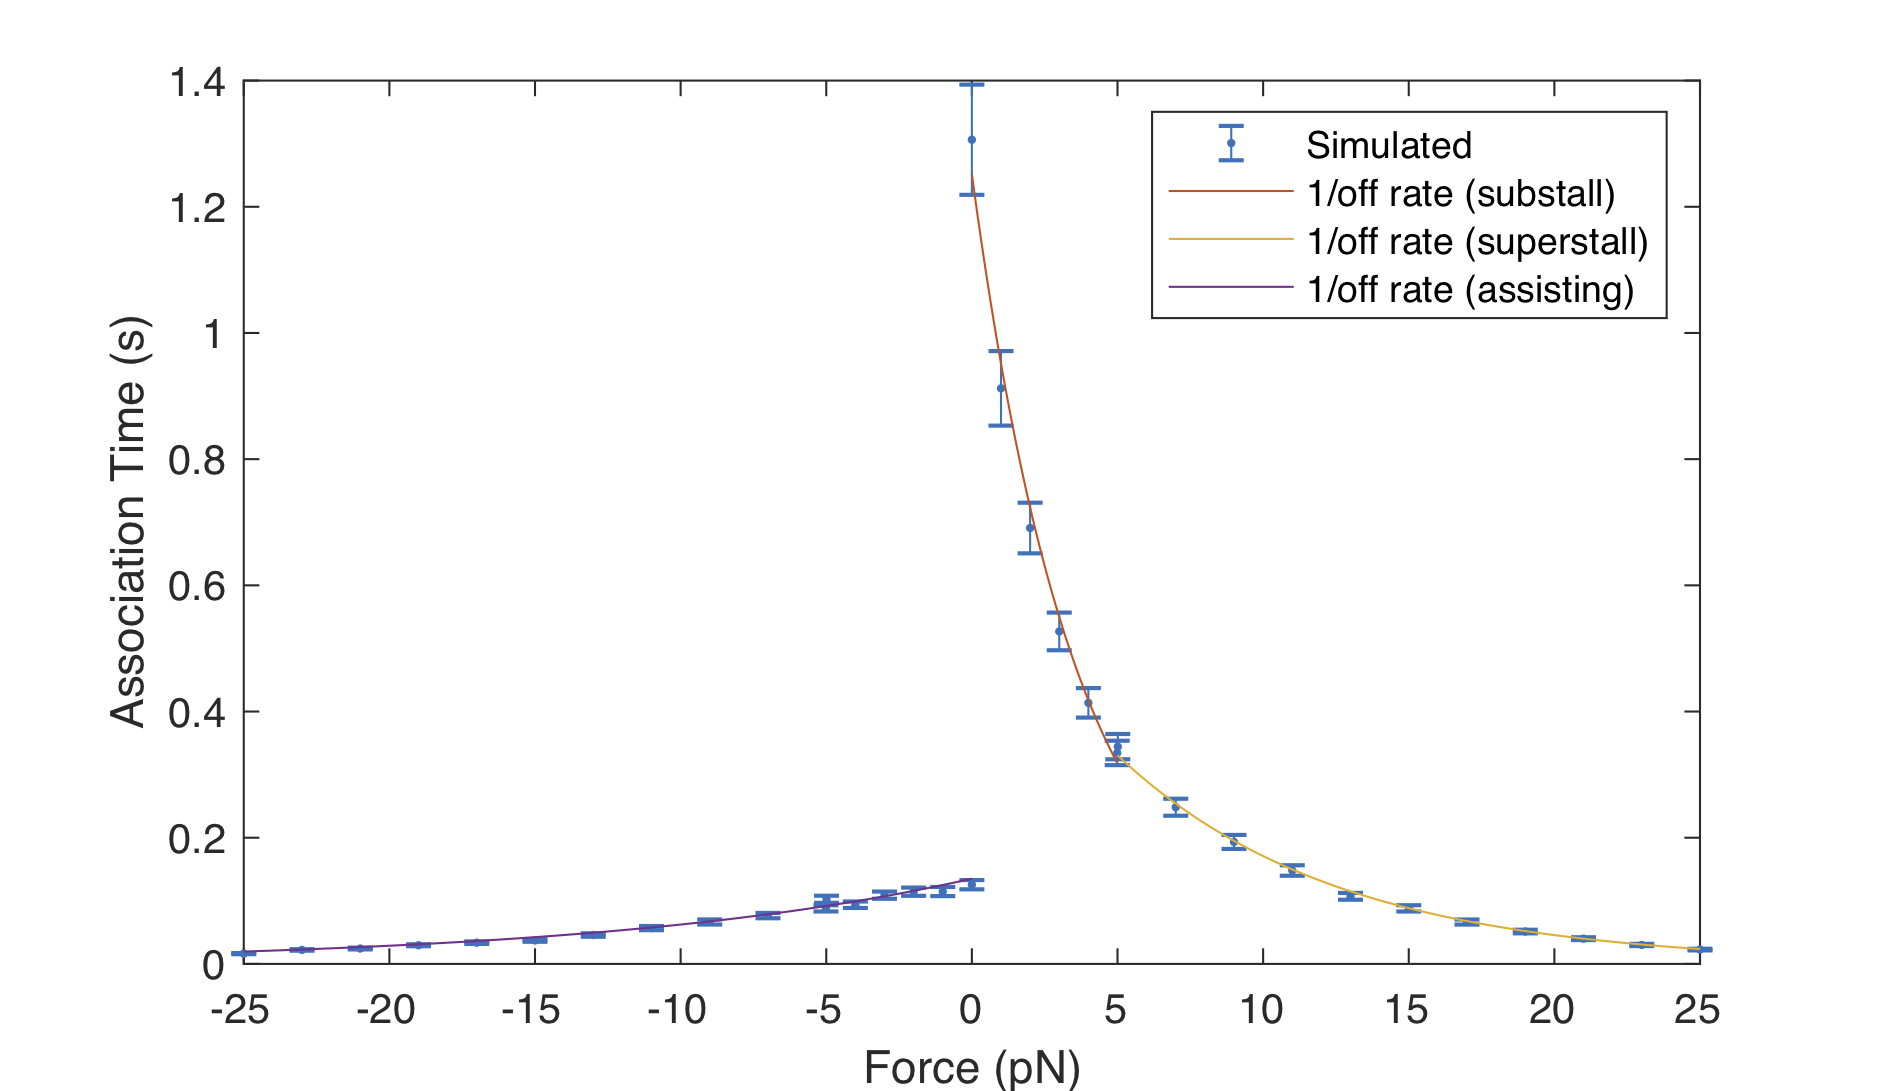 1.4
1.2
1
0.8
0.6
0.4
0.2
0
Association Time (s)
Simulated
1/off rate (substall)
1/off rate (superstall)
1/off rate (assisting)
-25 -20 -15 -10 -5 0 5 10 15 20 25
Force (pN)